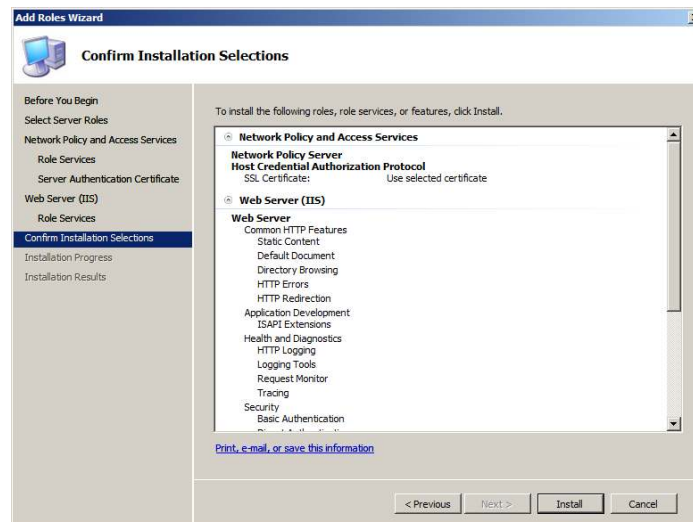 Add Roles Wizard
Confirm Installation Selections
Before You Begin
Select Server Roles
Network Policy and Access Services
Role Services
Server Authentication Certificate
Web Server (IIS)
Role Services
Confirm Installation Selections
Installation Progress
Installation Results
To install the following roles, role services, or features, click Install.
Network Policy and Access Services
Network Policy Server
Host Credential Authorization Protocol
SSL Certificate: Use selected certificate
Web Server (IIS)
Web Server
Common HTTP Features
Static Content
Default Document
Directory Browsing
HTTP Errors
HTTP Redirection
Application Development
ISAPI Extensions
Health and Diagnostics
HTTP Logging
Logging Tools
Request Monitor
Tracing
Security
Basic Authentication
Print, e-mail, or save this information
< Previous
Next >
Install
Cancel